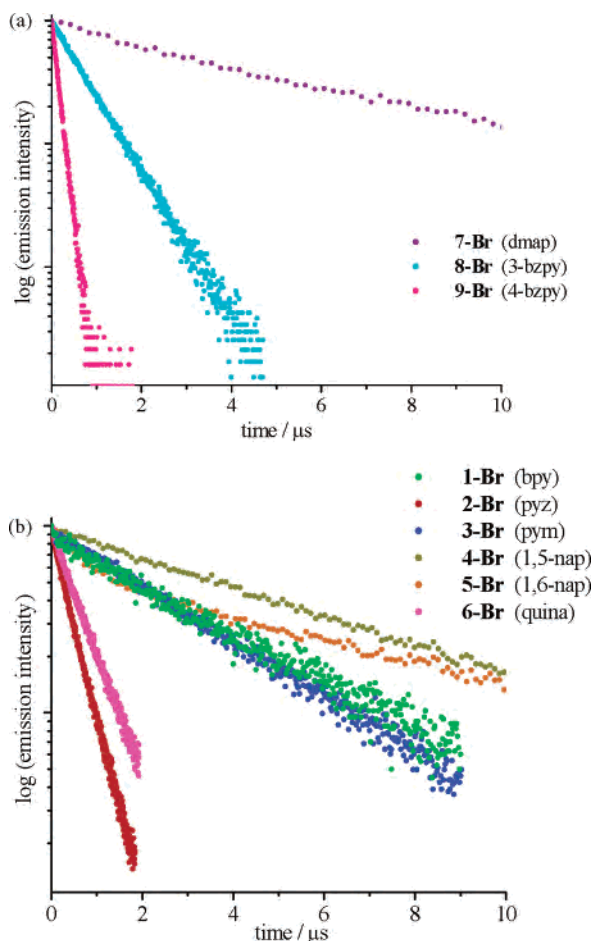 (a)
log (emission intensity)
7-Br (dmap)
8-Br (3-bzpy)
9-Br (4-bzpy)
0 2 4 6 8 10
time / μs
(b)
1-Br (bpy)
2-Br (pyz)
3-Br (pym)
4-Br (1,5-nap)
5-Br (1,6-nap)
6-Br (quina)
log (emission intensity)
0 2 4 6 8 10
time / μs